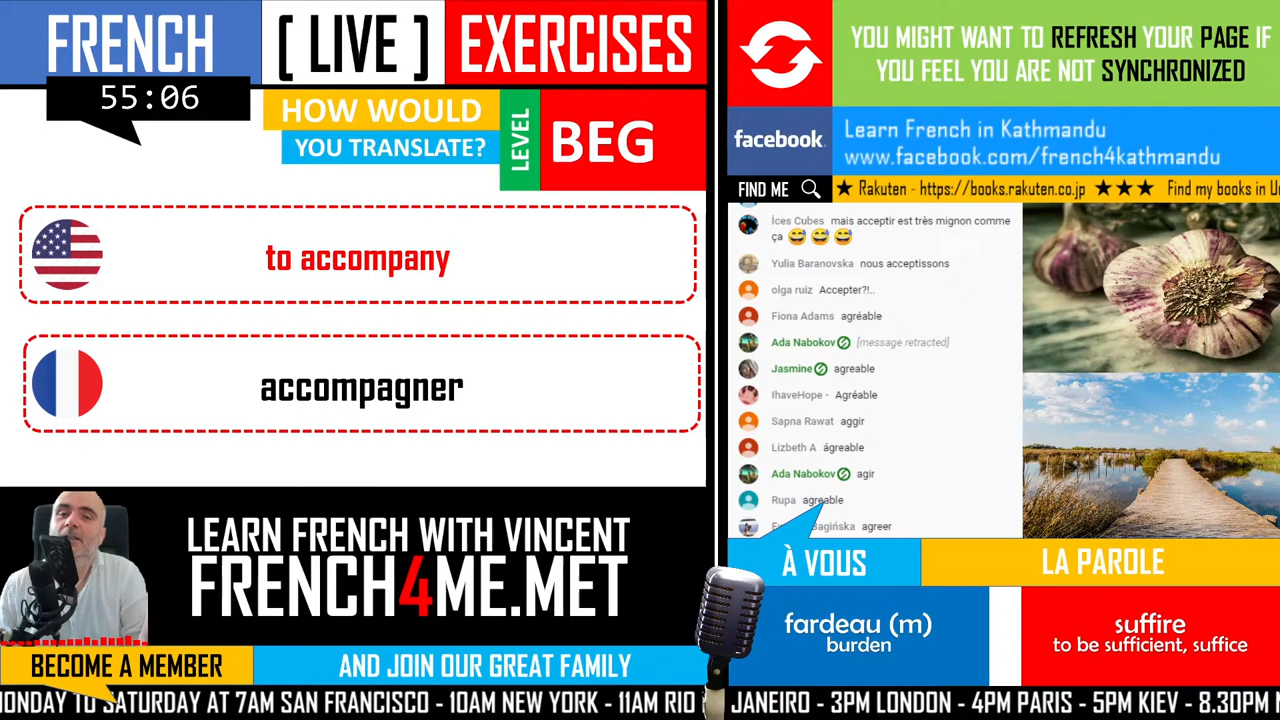 FRENCH
[ LIVE ]
EXERCISES
55:06
HOW WOULD
YOU TRANSLATE?
LEVEL
BEG
to accompany
accompagner
LEARN FRENCH WITH VINCENT
FRENCH4ME.MET
BECOME A MEMBER
AND JOIN OUR GREAT FAMILY
YOU MIGHT WANT TO REFRESH YOUR PAGE IF
YOU FEEL YOU ARE NOT SYNCHRONIZED
facebook
Learn French in Kathmandu
www.facebook.com/french4kathmandu
FIND ME
★ Rakuten - https://books.rakuten.co.jp ★★★ Find my books in
İces Cubes mais acceptir est très mignon comme
ça 😅 😅 😅
Yulia Baranovska nous acceptissons
olga ruiz Accepter?!..
Fiona Adams agréable
Ada Nabokov [message retracted]
Jasmine agreable
IhaveHope - Agréable
Sapna Rawat aggir
Lizbeth A ágreable
Ada Nabokov agir
Rupa agreable
Bagińska agreer
À VOUS
LA PAROLE
fardeau (m)
burden
suffire
to be sufficient, suffice
ONDAY TO SATURDAY AT 7AM SAN FRANCISCO - 10AM NEW YORK - 11AM RIO JANEIRO - 3PM LONDON - 4PM PARIS - 5PM KIEV - 8.30PM